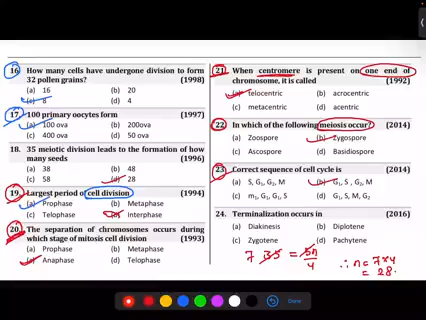 16 How many cells have undergone division to form
32 pollen grains? (1998)
(a) 16 (b) 20
(c) 8 (d) 4
17 100 primary oocytes form (1997)
(a) 100 ova (b) 200ova
(c) 400 ova (d) 50 ova
18. 35 meiotic division leads to the formation of how
many seeds (1996)
(a) 38 (b) 48
(c) 58 (d) 28
19. Largest period of cell division (1994)
(a) Prophase (b) Metaphase
(c) Telophase (d) Interphase
20. The separation of chromosomes occurs during
which stage of mitosis cell division (1993)
(a) Prophase (b) Metaphase
(c) Anaphase (d) Telophase
21. When centromere is present on one end of
chromosome, it is called (1992)
(a) telocentric (b) acrocentric
(c) metacentric (d) acentric
22. In which of the following meiosis occur? (2014)
(a) Zoospore (b) Zygospore
(c) Ascospore (d) Basidiospore
23. Correct sequence of cell cycle is (2014)
(a) S, G₁, G₂, M (b) G₁, S, G₂, M
(c) m, G₁, G₁, S (d) G₁, S, M, G₂
24. Terminalization occurs in (2016)
(a) Diakinesis (b) Diplotene
(c) Zygotene (d) Pachytene
7 35 = 5n/4 ∴ n = 7×4
= 28.
Done